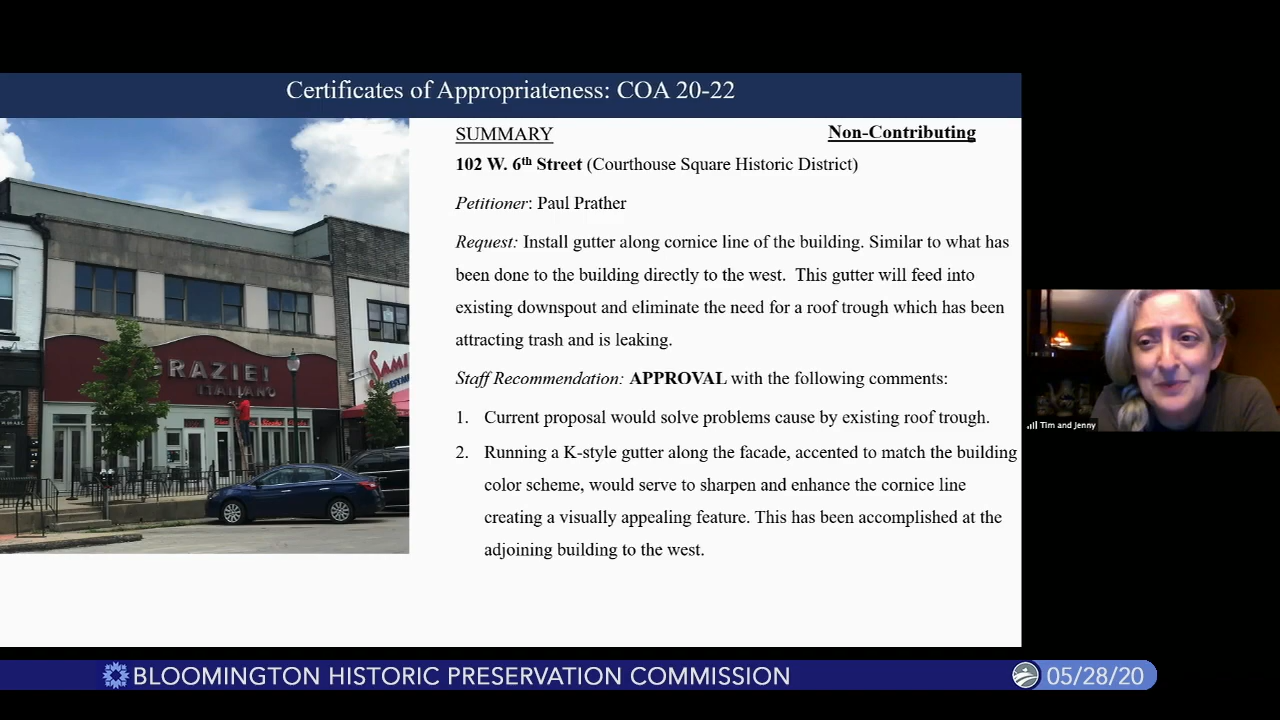 Certificates of Appropriateness: COA 20-22
SUMMARY
Non-Contributing
102 W. 6th Street (Courthouse Square Historic District)
Petitioner: Paul Prather
Request: Install gutter along cornice line of the building. Similar to what has
been done to the building directly to the west. This gutter will feed into
existing downspout and eliminate the need for a roof trough which has been
attracting trash and is leaking.
Staff Recommendation: APPROVAL with the following comments:
1. Current proposal would solve problems cause by existing roof trough.
2. Running a K-style gutter along the facade, accented to match the building
color scheme, would serve to sharpen and enhance the cornice line
creating a visually appealing feature. This has been accomplished at the
adjoining building to the west.
GRAZIE!
ITALIANO
SAMI
Tim and Jenny
BLOOMINGTON HISTORIC PRESERVATION COMMISSION
05/28/20